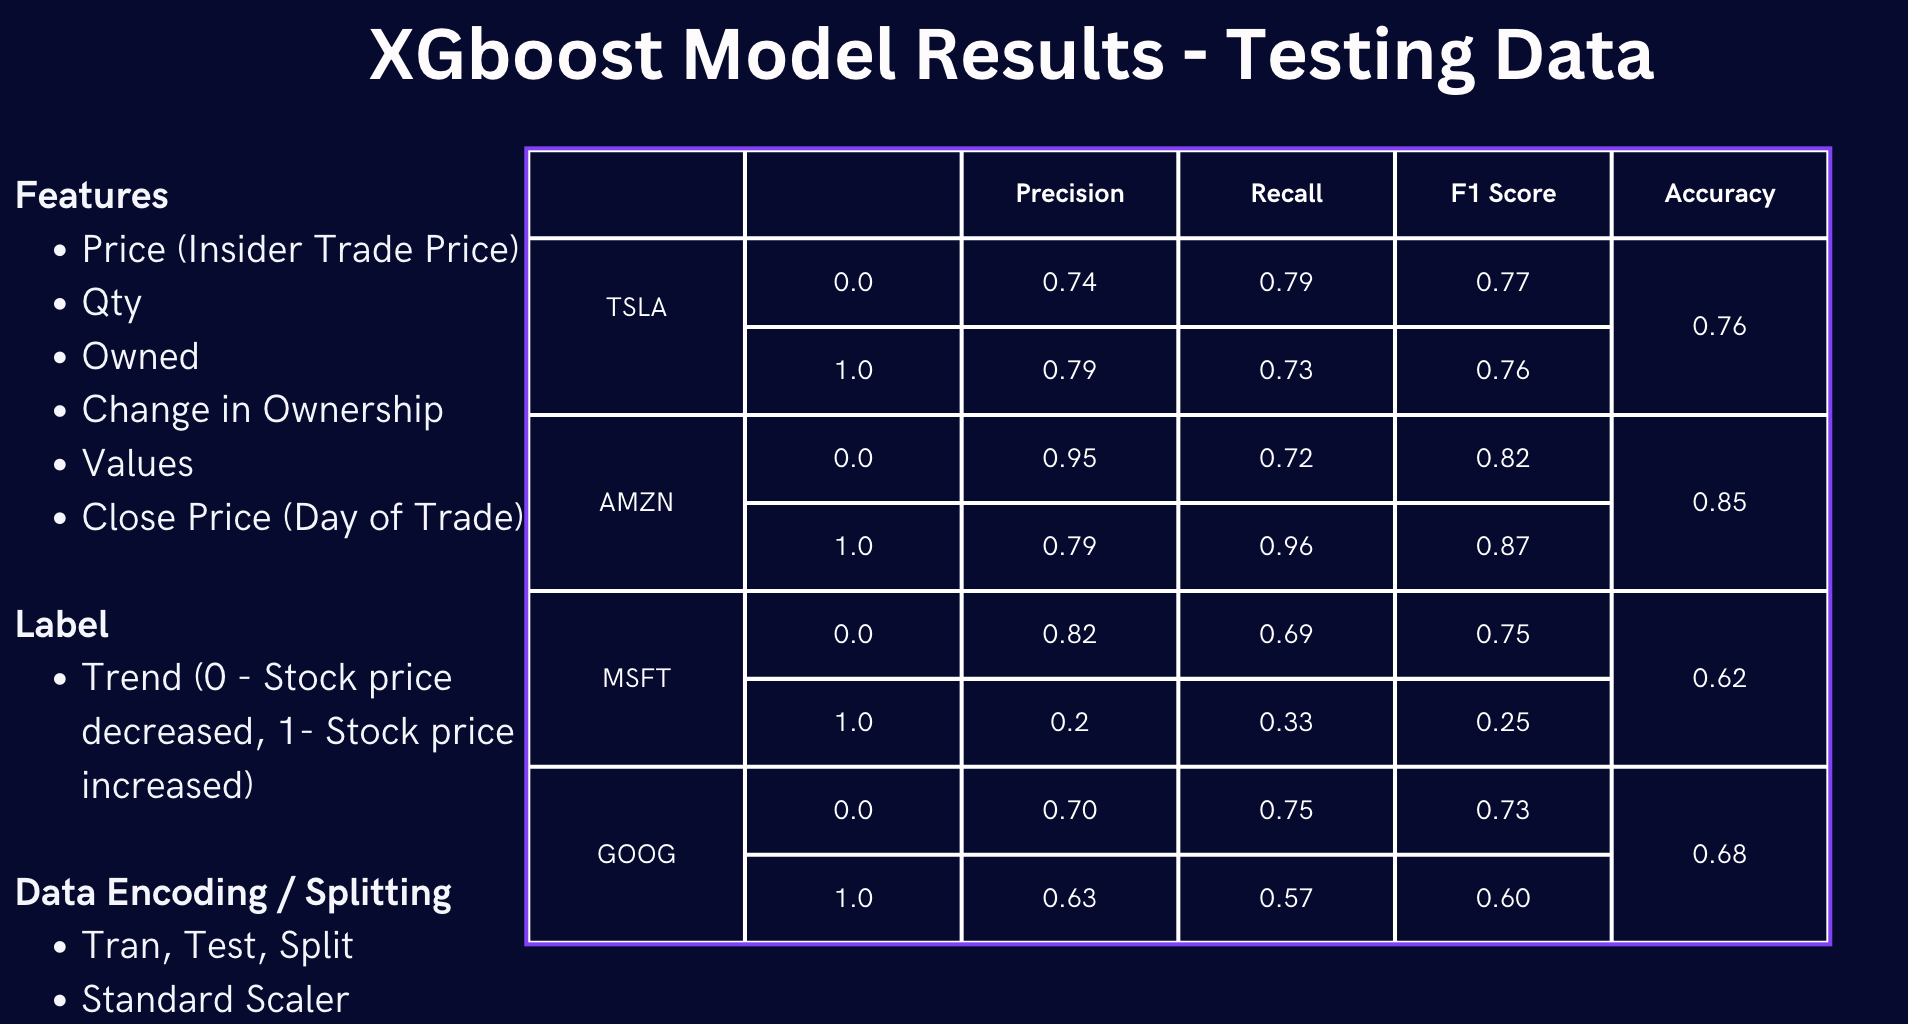 XGboost Model Results - Testing Data
Features
• Price (Insider Trade Price)
• Qty
• Owned
• Change in Ownership
• Values
• Close Price (Day of Trade)
Label
• Trend (0 - Stock price
decreased, 1- Stock price
increased)
Data Encoding / Splitting
• Tran, Test, Split
• Standard Scaler
Precision Recall F1 Score Accuracy
TSLA 0.0 0.74 0.79 0.77 0.76
1.0 0.79 0.73 0.76
AMZN 0.0 0.95 0.72 0.82 0.85
1.0 0.79 0.96 0.87
MSFT 0.0 0.82 0.69 0.75 0.62
1.0 0.2 0.33 0.25
GOOG 0.0 0.70 0.75 0.73 0.68
1.0 0.63 0.57 0.60